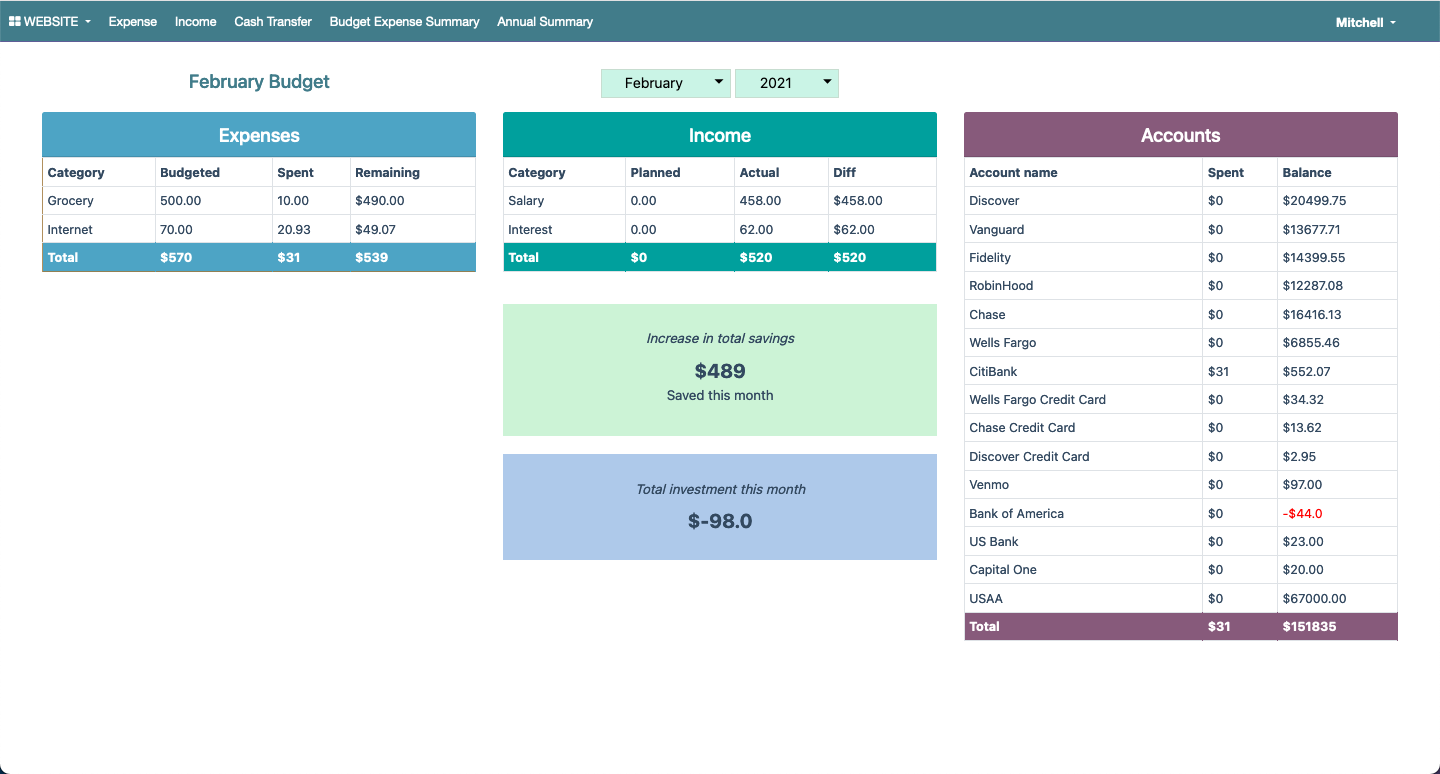 WEBSITE Expense Income Cash Transfer Budget Expense Summary Annual Summary Mitchell
February Budget
February 2021
Expenses
Category Budgeted Spent Remaining
Grocery 500.00 10.00 $490.00
Internet 70.00 20.93 $49.07
Total $570 $31 $539
Income
Category Planned Actual Diff
Salary 0.00 458.00 $458.00
Interest 0.00 62.00 $62.00
Total $0 $520 $520
Increase in total savings
$489
Saved this month
Total investment this month
$-98.0
Accounts
Account name Spent Balance
Discover $0 $20499.75
Vanguard $0 $13677.71
Fidelity $0 $14399.55
RobinHood $0 $12287.08
Chase $0 $16416.13
Wells Fargo $0 $6855.46
CitiBank $31 $552.07
Wells Fargo Credit Card $0 $34.32
Chase Credit Card $0 $13.62
Discover Credit Card $0 $2.95
Venmo $0 $97.00
Bank of America $0 -$44.0
US Bank $0 $23.00
Capital One $0 $20.00
USAA $0 $67000.00
Total $31 $151835